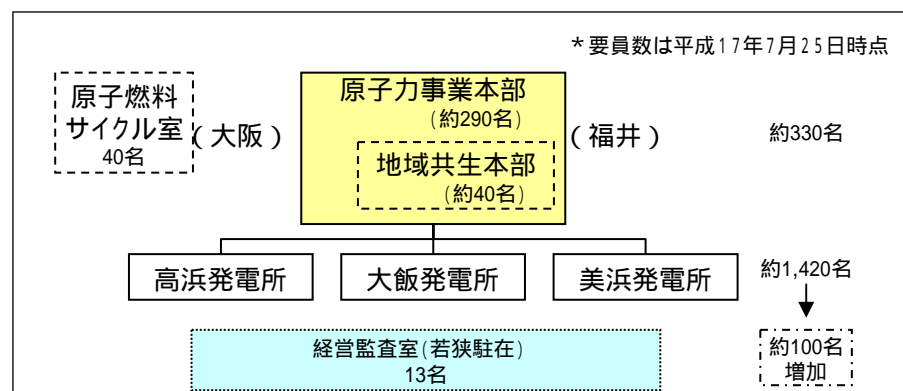 *要員数は平成17年7月25日時点
原子燃料
サイクル室
40名
(大阪)
原子力事業本部
(約290名)
地域共生本部
(約40名)
(福井)
約330名
高浜発電所
大飯発電所
美浜発電所
約1,420名
経営監査室(若狭駐在)
13名
約100名
増加